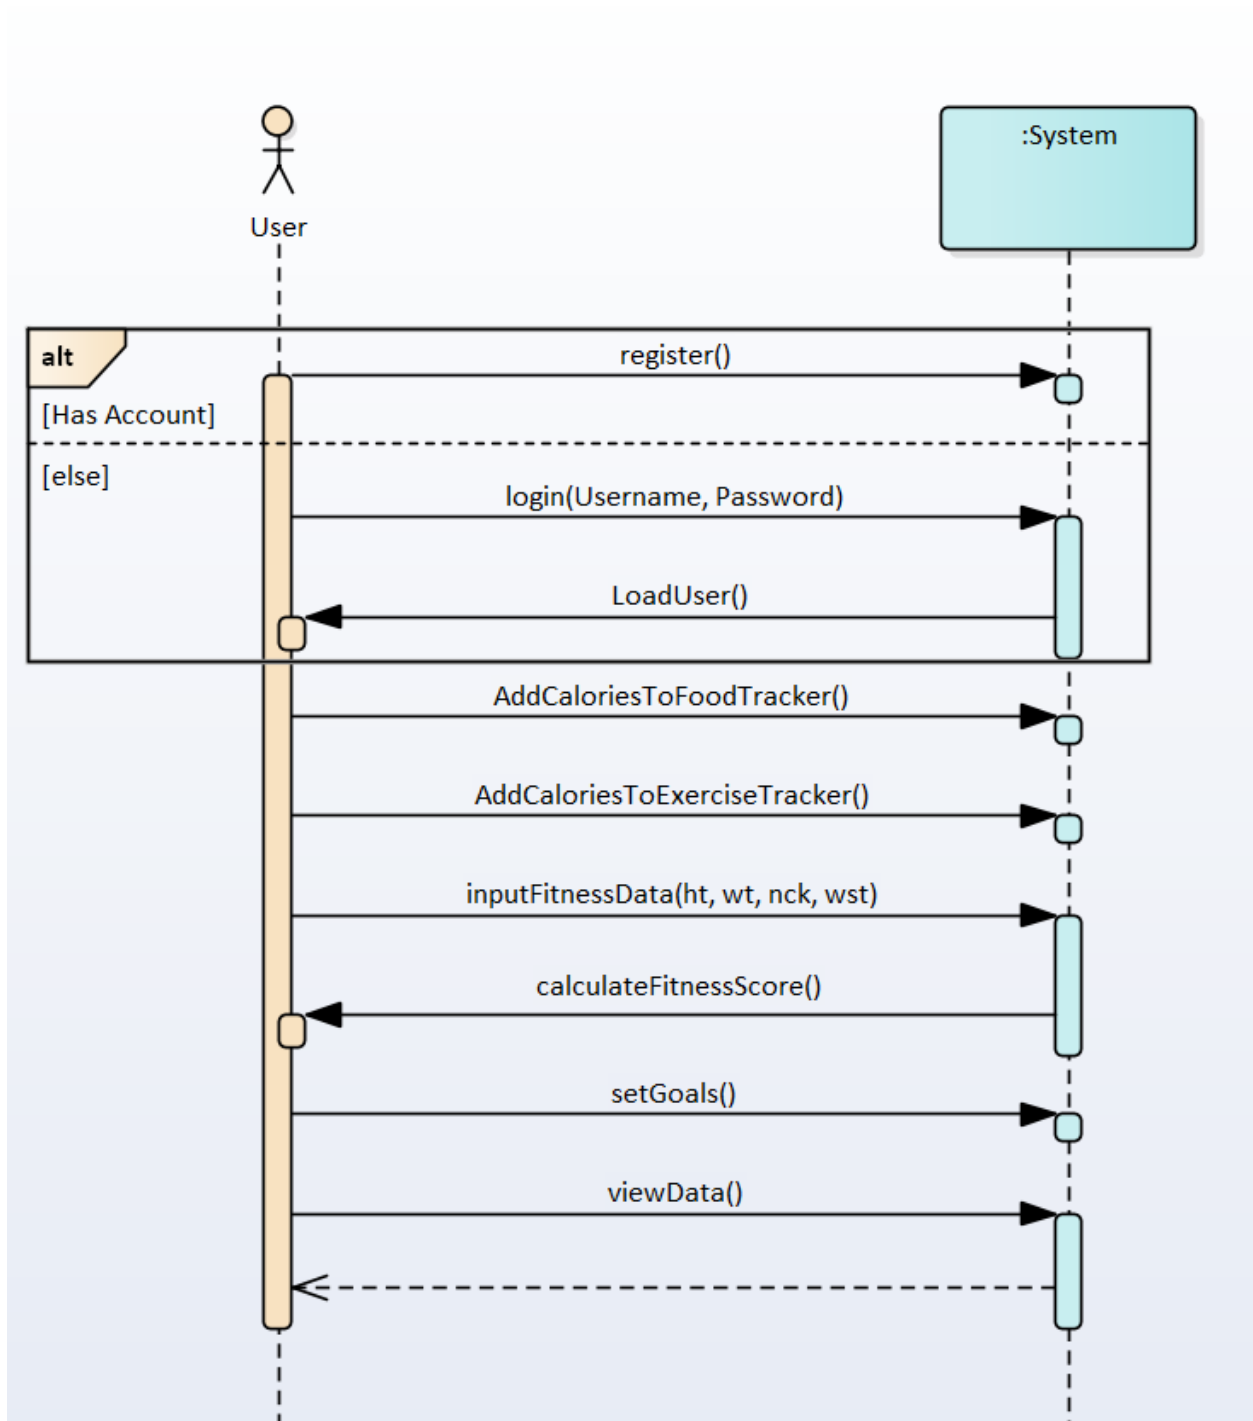 User
:System
alt
register()
[Has Account]
[else]
login(Username, Password)
LoadUser()
AddCaloriesToFoodTracker()
AddCaloriesToExerciseTracker()
inputFitnessData(ht, wt, nck, wst)
calculateFitnessScore()
setGoals()
viewData()